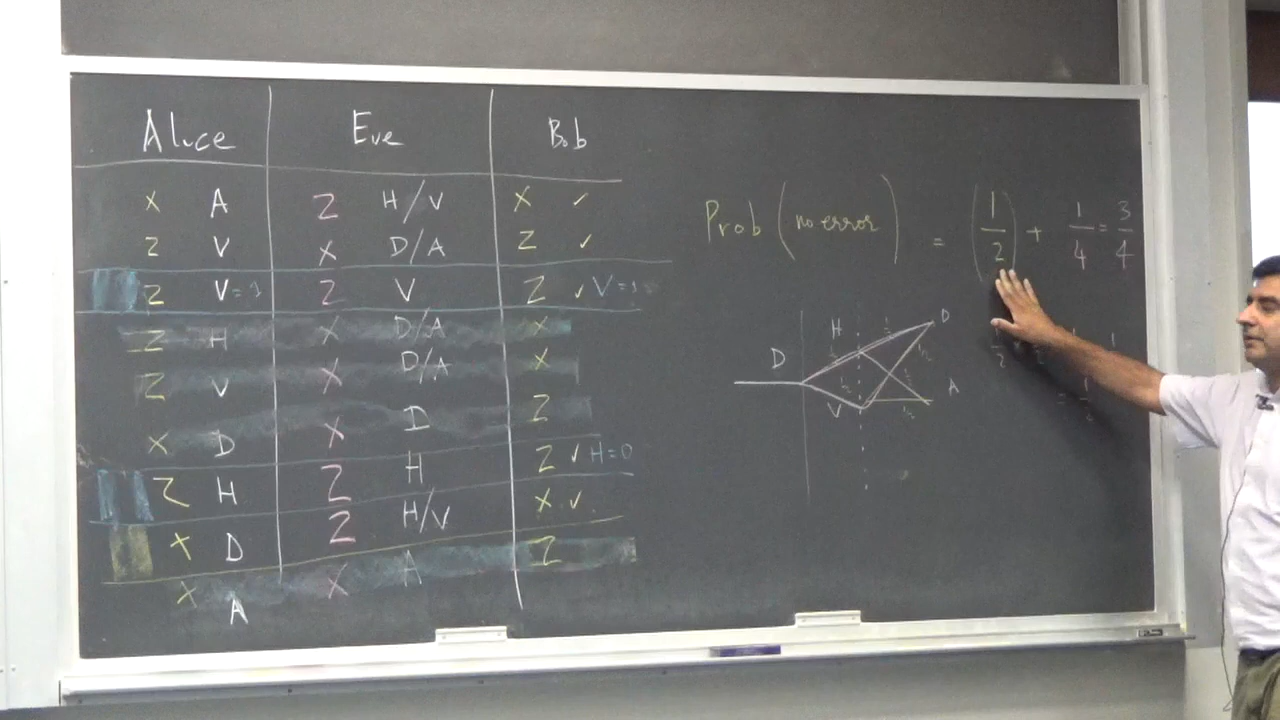 Alice Eve Bob
X A Z H/V X ✓
Z V X D/A Z ✓
Z V=1 Z V Z ✓ V=1
Z H X D/A X
Z V X D/A X
X D X D Z
Z H Z H Z ✓ H=0
X D Z H/V X ✓
X A X A Z
Prob (no error) = (1/2) + 1/4 = 3/4
D H V D A